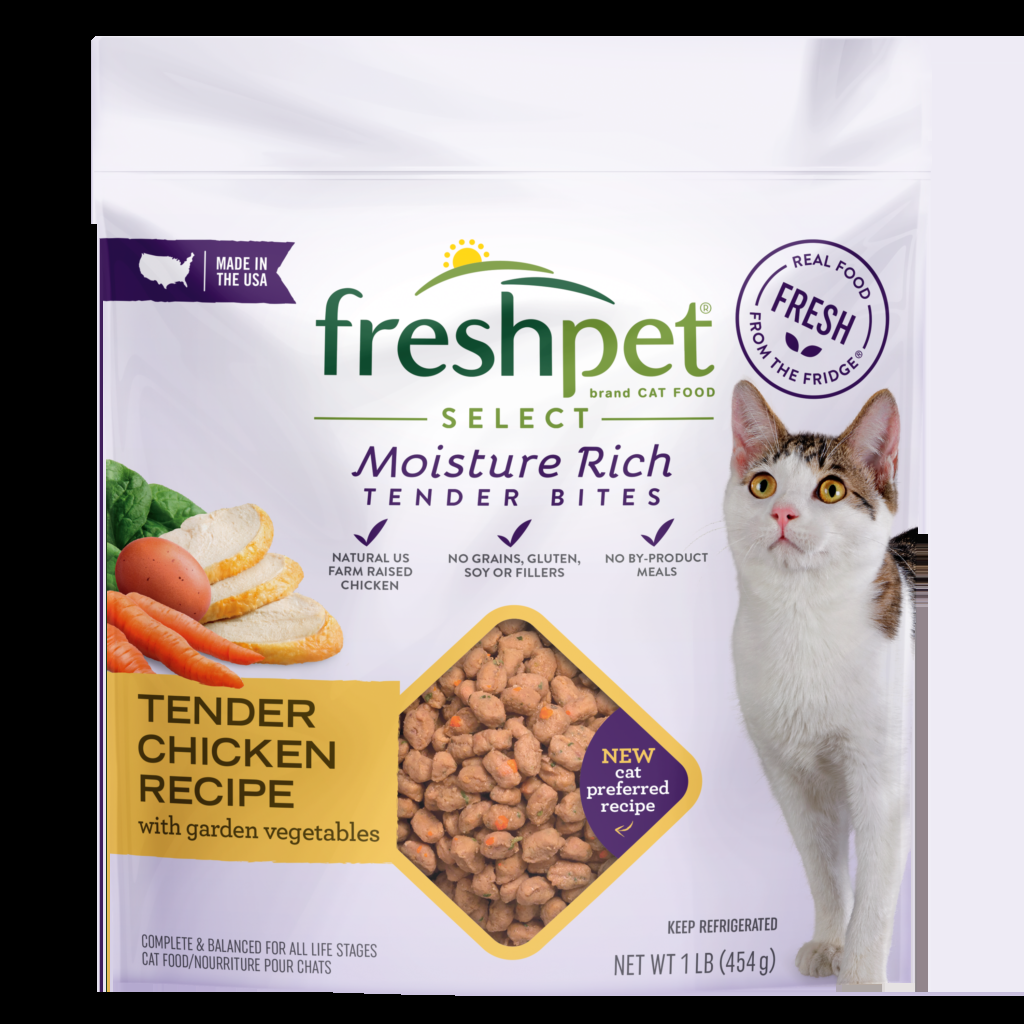 MADE IN
THE USA
freshpet®
brand CAT FOOD
SELECT
REAL FOOD
FRESH
FROM THE FRIDGE®
Moisture Rich
TENDER BITES
NATURAL US
FARM RAISED
CHICKEN
NO GRAINS, GLUTEN,
SOY OR FILLERS
NO BY-PRODUCT
MEALS
TENDER
CHICKEN
RECIPE
with garden vegetables
NEW
cat
preferred
recipe
COMPLETE & BALANCED FOR ALL LIFE STAGES
CAT FOOD/NOURRITURE POUR CHATS
KEEP REFRIGERATED
NET WT 1 LB (454g)